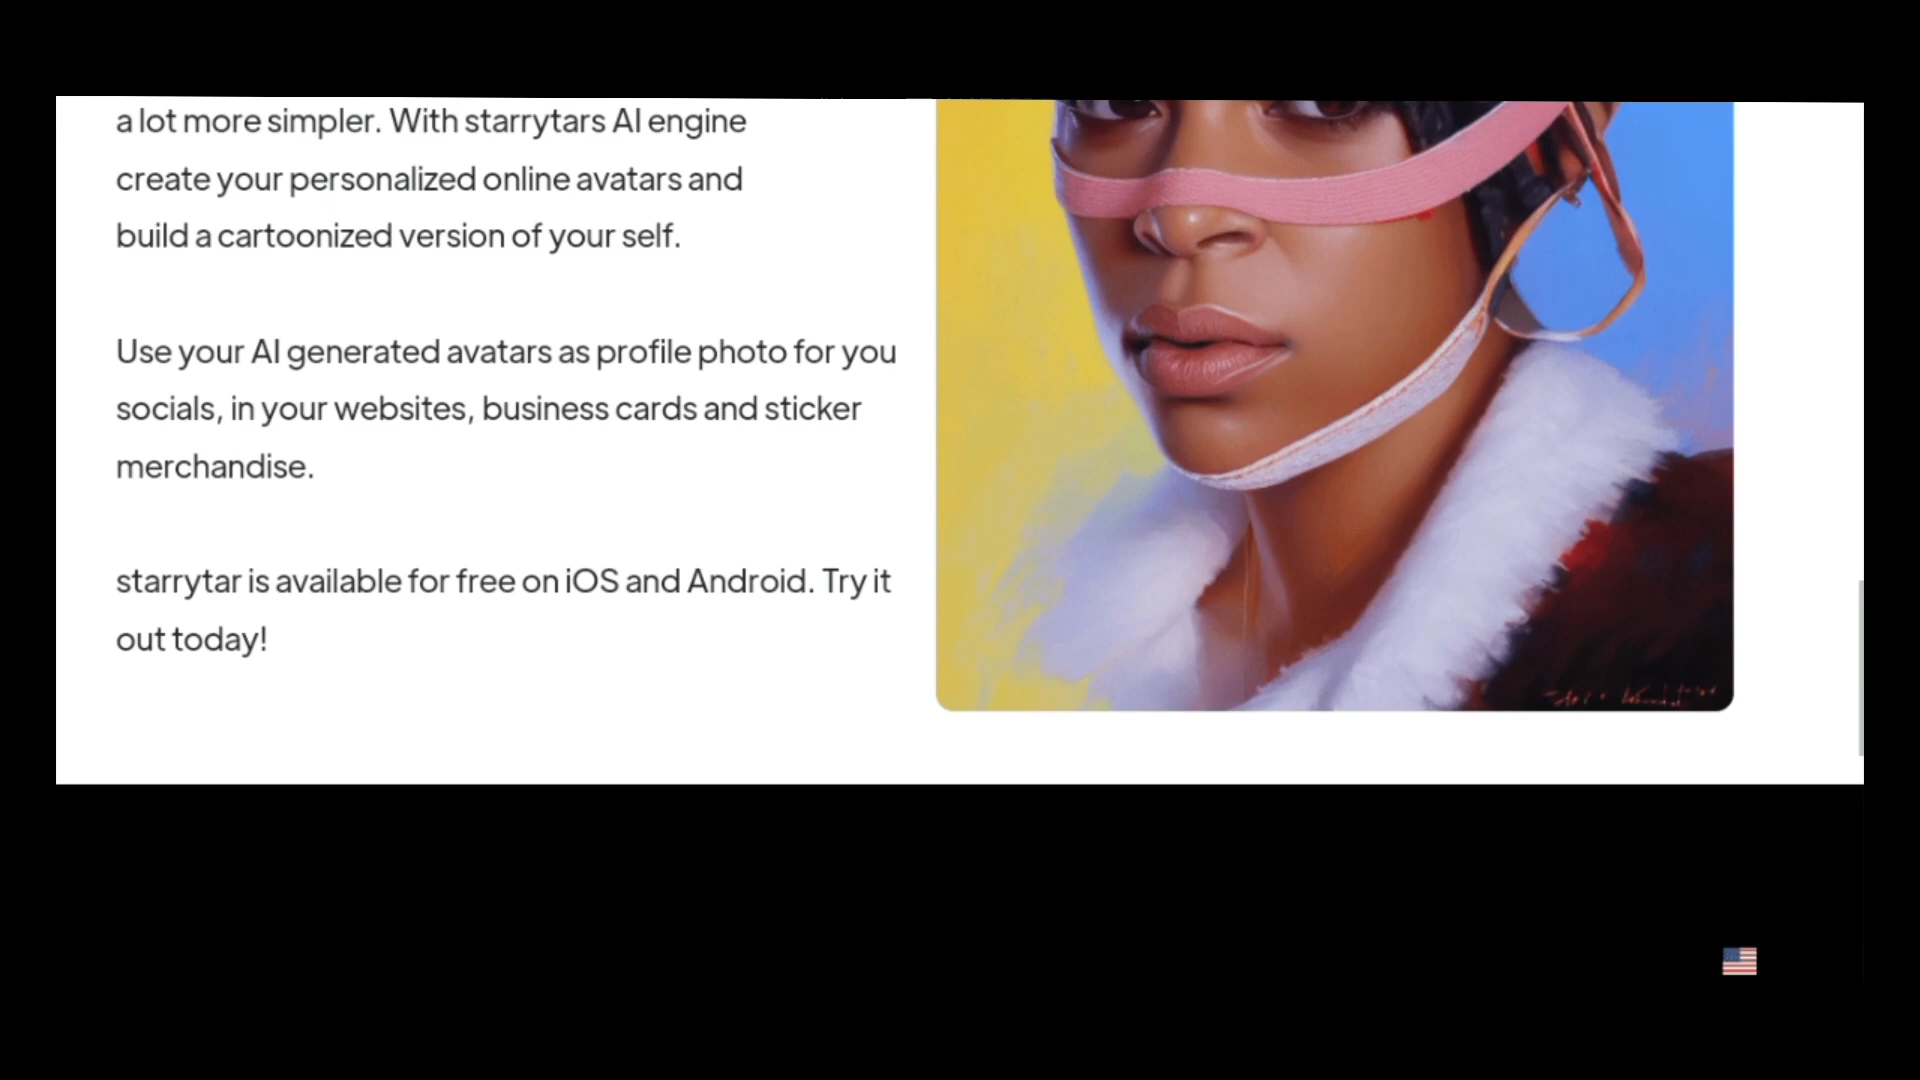 a lot more simpler. With starrytars AI engine
create your personalized online avatars and
build a cartoonized version of your self.
Use your AI generated avatars as profile photo for you
socials, in your websites, business cards and sticker
merchandise.
starrytar is available for free on iOS and Android. Try it
out today!